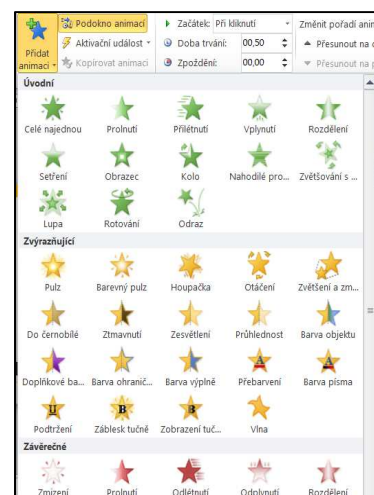 Přidat animaci
Podokno animací
Aktivační událost
Kopírovat animaci
Začátek: Při kliknutí
Doba trvání: 00,50
Zpoždění: 00,00
Změnit pořadí anim
Přesunout na
Přesunout na
Úvodní
Celé najednou Prolnutí Přilétnutí Vplynutí Rozdělení
Setření Obrazec Kolo Nahodilé pro... Zvětšování s ...
Lupa Rotování Odraz
Zvýrazňující
Pulz Barevný pulz Houpačka Otáčení Zvětšení a zm...
Do černobílé Ztmavnutí Zesvětlení Průhlednost Barva objektu
Doplňkové ba... Barva ohranič... Barva výplně Přebarvení Barva písma
Podtržení Záblesk tučně Zobrazení tuč... Vlna
Závěrečné
Zmizení Prolnutí Odlétnutí Odplynutí Rozdělení